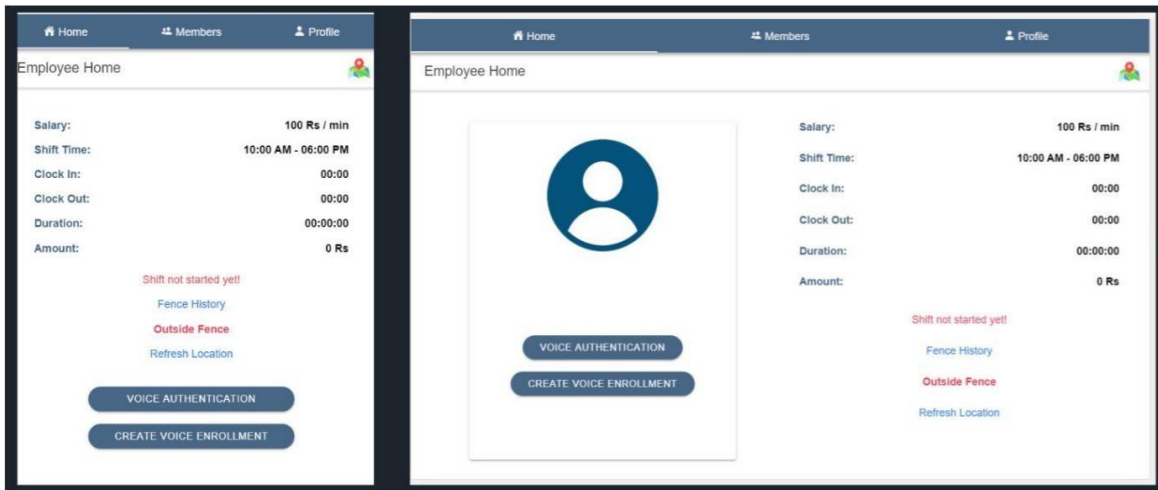 Home Members Profile
Employee Home
Salary: 100 Rs / min
Shift Time: 10:00 AM - 06:00 PM
Clock In: 00:00
Clock Out: 00:00
Duration: 00:00:00
Amount: 0 Rs
Shift not started yet!
Fence History
Outside Fence
Refresh Location
VOICE AUTHENTICATION
CREATE VOICE ENROLLMENT
Home Members Profile
Employee Home
VOICE AUTHENTICATION
CREATE VOICE ENROLLMENT
Salary: 100 Rs / min
Shift Time: 10:00 AM - 06:00 PM
Clock In: 00:00
Clock Out: 00:00
Duration: 00:00:00
Amount: 0 Rs
Shift not started yet!
Fence History
Outside Fence
Refresh Location